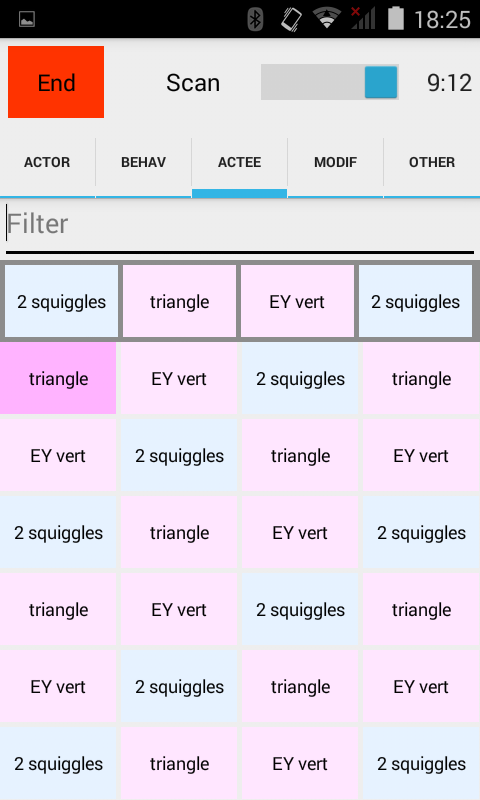 18:25
End Scan 9:12
ACTOR BEHAV ACTEE MODIF OTHER
Filter
2 squiggles triangle EY vert 2 squiggles
triangle EY vert 2 squiggles triangle
EY vert 2 squiggles triangle EY vert
2 squiggles triangle EY vert 2 squiggles
triangle EY vert 2 squiggles triangle
EY vert 2 squiggles triangle EY vert
2 squiggles triangle EY vert 2 squiggles